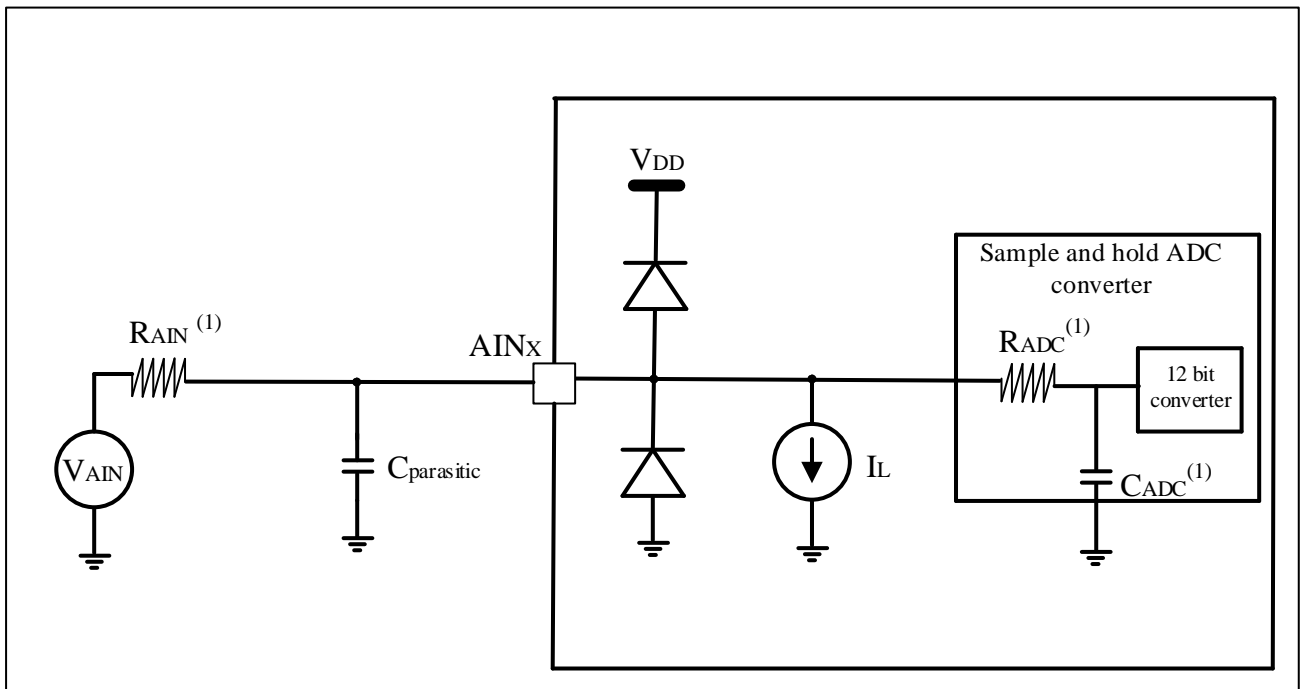 VDD
Sample and hold ADC
converter
RAIN (1)
AINX
RADC(1)
12 bit
converter
VAIN
Cparasitic
IL
CADC(1)